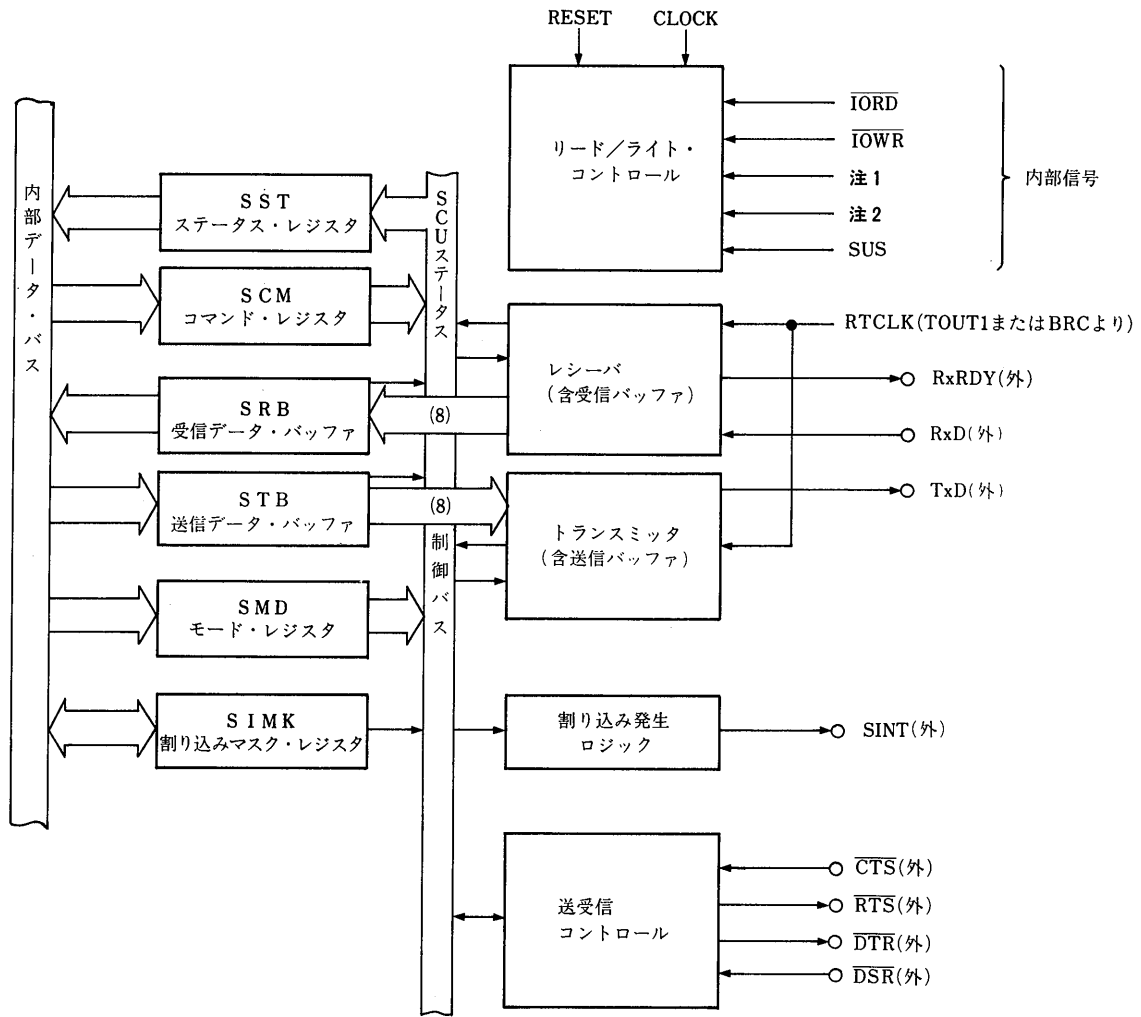 RESET CLOCK
リード/ライト・
コントロール
I̅O̅R̅D̅
I̅O̅W̅R̅
注1
注2
SUS
内部信号
内部データ・バス
SCUステータス
制御バス
SST
ステータス・レジスタ
SCM
コマンド・レジスタ
SRB
受信データ・バッファ
STB
送信データ・バッファ
SMD
モード・レジスタ
SIMK
割り込みマスク・レジスタ
(8)
(8)
レシーバ
(含受信バッファ)
RTCLK(TOUT1またはBRCより)
RxRDY(外)
RxD(外)
トランスミッタ
(含送信バッファ)
TxD(外)
割り込み発生
ロジック
SINT(外)
送受信
コントロール
C̅T̅S̅(外)
R̅T̅S̅(外)
D̅T̅R̅(外)
D̅S̅R̅(外)